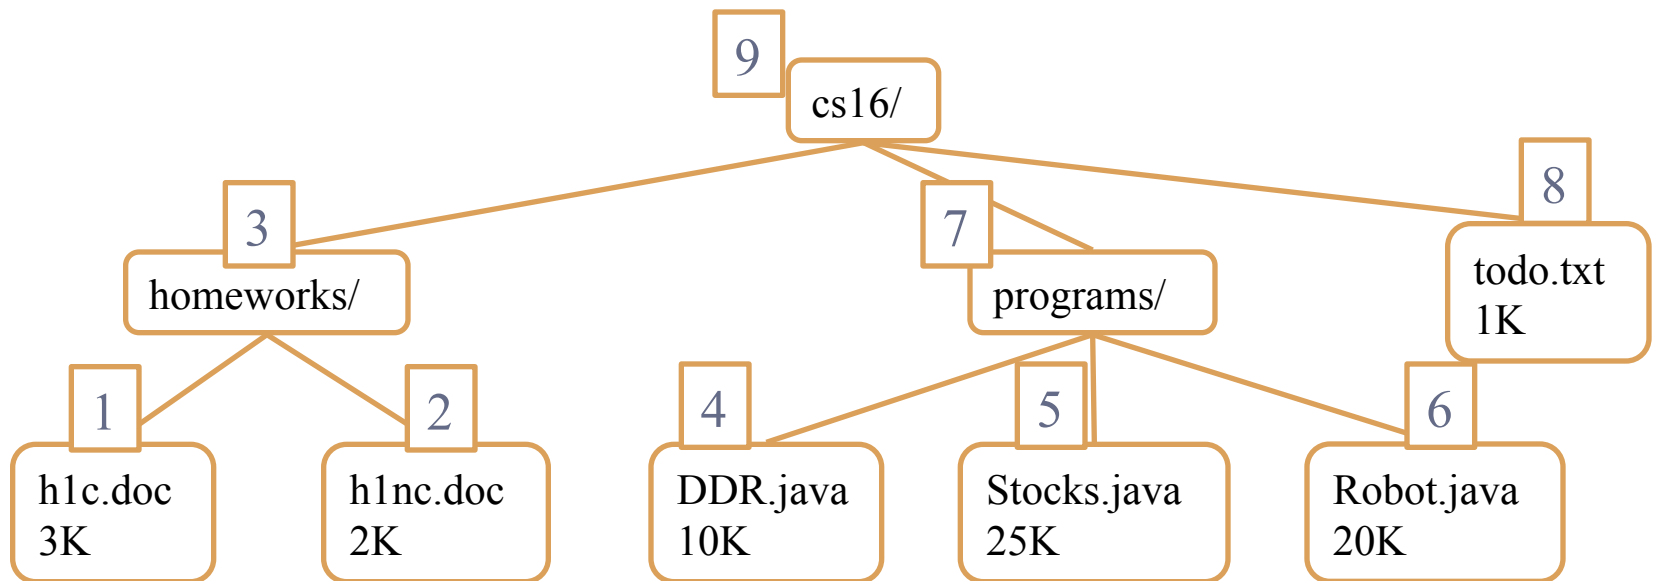 9
cs16/
3
homeworks/
7
programs/
8
todo.txt
1K
1
h1c.doc
3K
2
h1nc.doc
2K
4
DDR.java
10K
5
Stocks.java
25K
6
Robot.java
20K